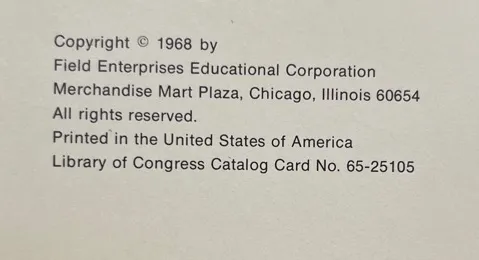 Copyright © 1968 by
Field Enterprises Educational Corporation
Merchandise Mart Plaza, Chicago, Illinois 60654
All rights reserved.
Printed in the United States of America
Library of Congress Catalog Card No. 65-25105